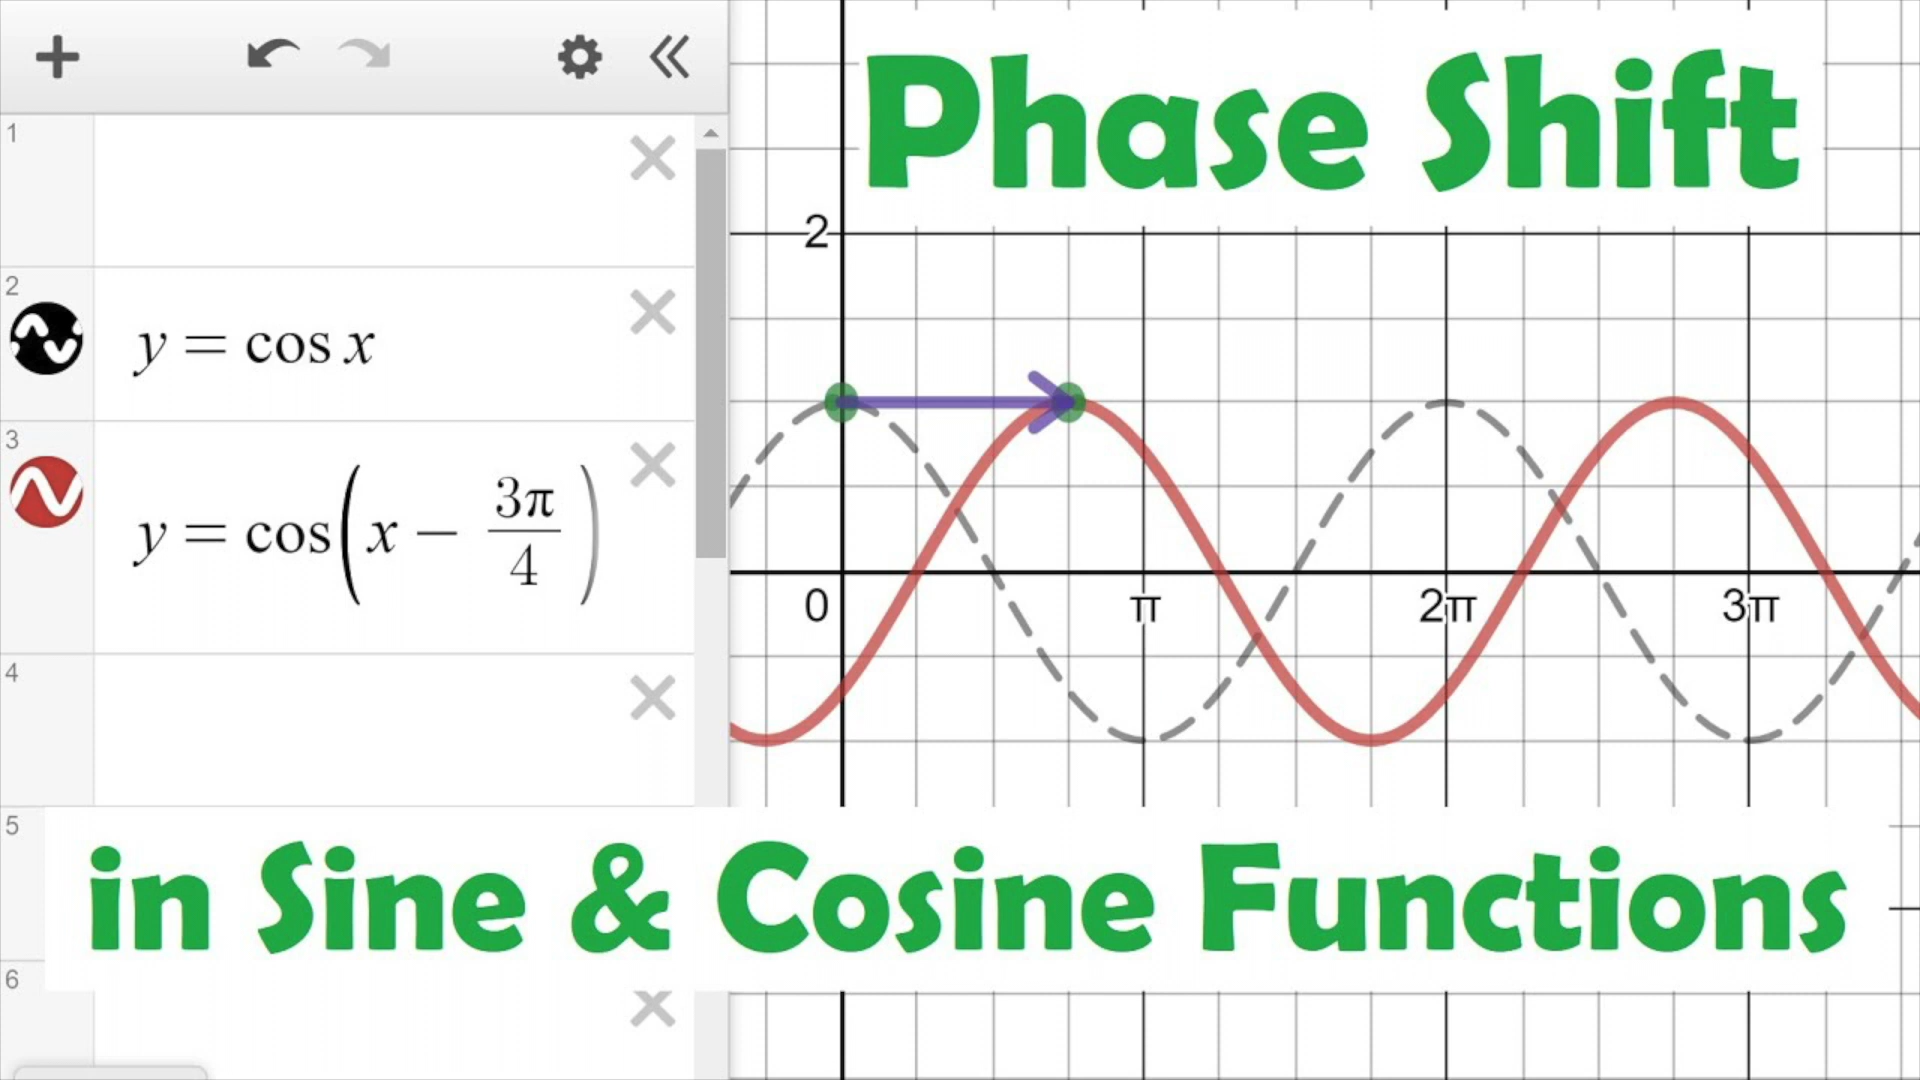 Phase Shift
1
2
y = cos x
3
y = cos(x − 3π/4)
4
5
6
2
0
π
2π
3π
in Sine & Cosine Functions